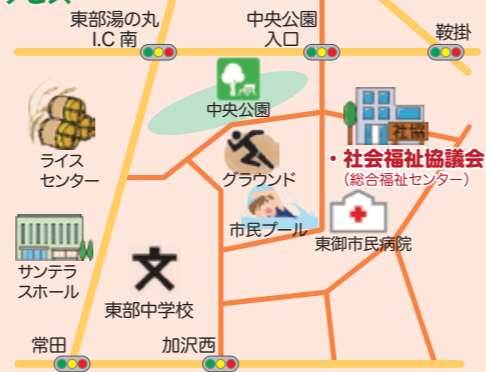 東部湯の丸
I.C 南
中央公園
入口
鞍掛
中央公園
社協
・社会福祉協議会
(総合福祉センター)
ライス
センター
グラウンド
市民プール
東御市民病院
サンテラ
スホール
文
東部中学校
常田
加沢西